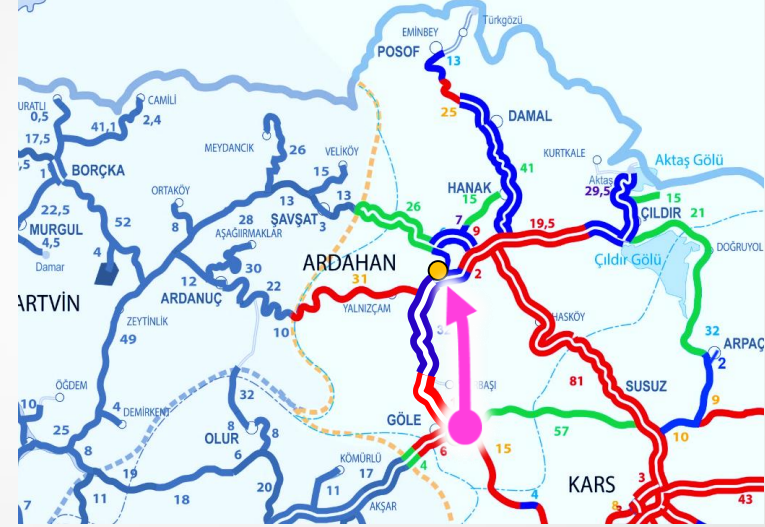 EMİNBEY
Türkgözü
POSOF
13
URATLI
0,5
CAMİLİ
2,4
41,1
17,5
25
DAMAL
MEYDANCIK
26
VELİKÖY
15
KURTKALE
Aktaş Gölü
1
BORÇKA
41
Aktaş
29,5
ORTAKÖY
HANAK
15
15
13
13
22,5
52
8
28
ŞAVŞAT
3
26
7
9
19,5
ÇILDIR
21
MURGUL
4,5
4
AŞAĞIIRMAKLAR
DOĞRUYOL
Damar
30
ARDAHAN
2
Çıldır Gölü
12
22
31
ARTVİN
ARDANUÇ
YALNIZÇAM
ZEYTİNLİK
10
HASKÖY
32
49
ARPAÇ
2
ÖĞDEM
32
BAŞI
81
SUSUZ
10
4
DEMİRKENT
9
8
8
GÖLE
57
10
25
OLUR
8
6
KÖMÜRLÜ
6
15
19
17
4
3
11
18
20
11
AKŞAR
4
KARS
43
7
8